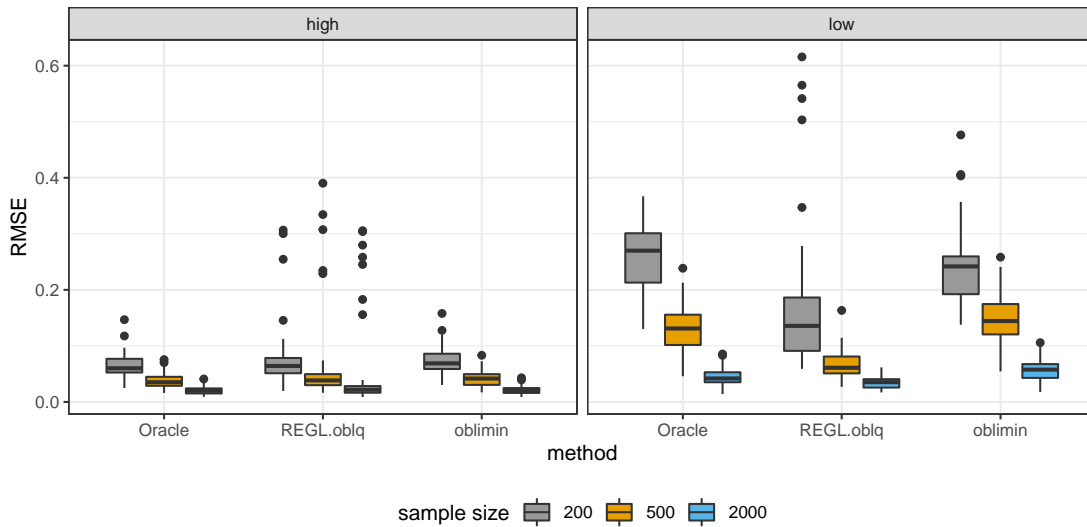 high
low
RMSE
0.6
0.4
0.2
0.0
Oracle
REGL.oblq
oblimin
Oracle
REGL.oblq
oblimin
method
sample size
200
500
2000